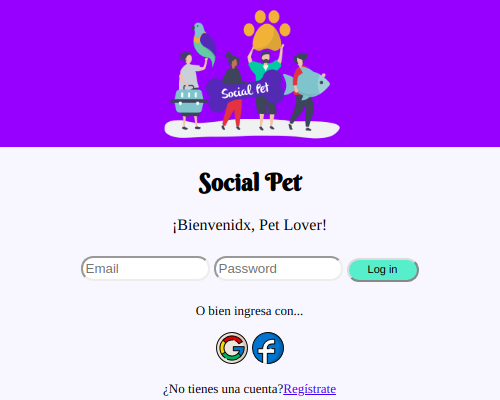 Social Pet
Social Pet
¡Bienvenidx, Pet Lover!
Email Password Log in
O bien ingresa con...
¿No tienes una cuenta?Regístrate